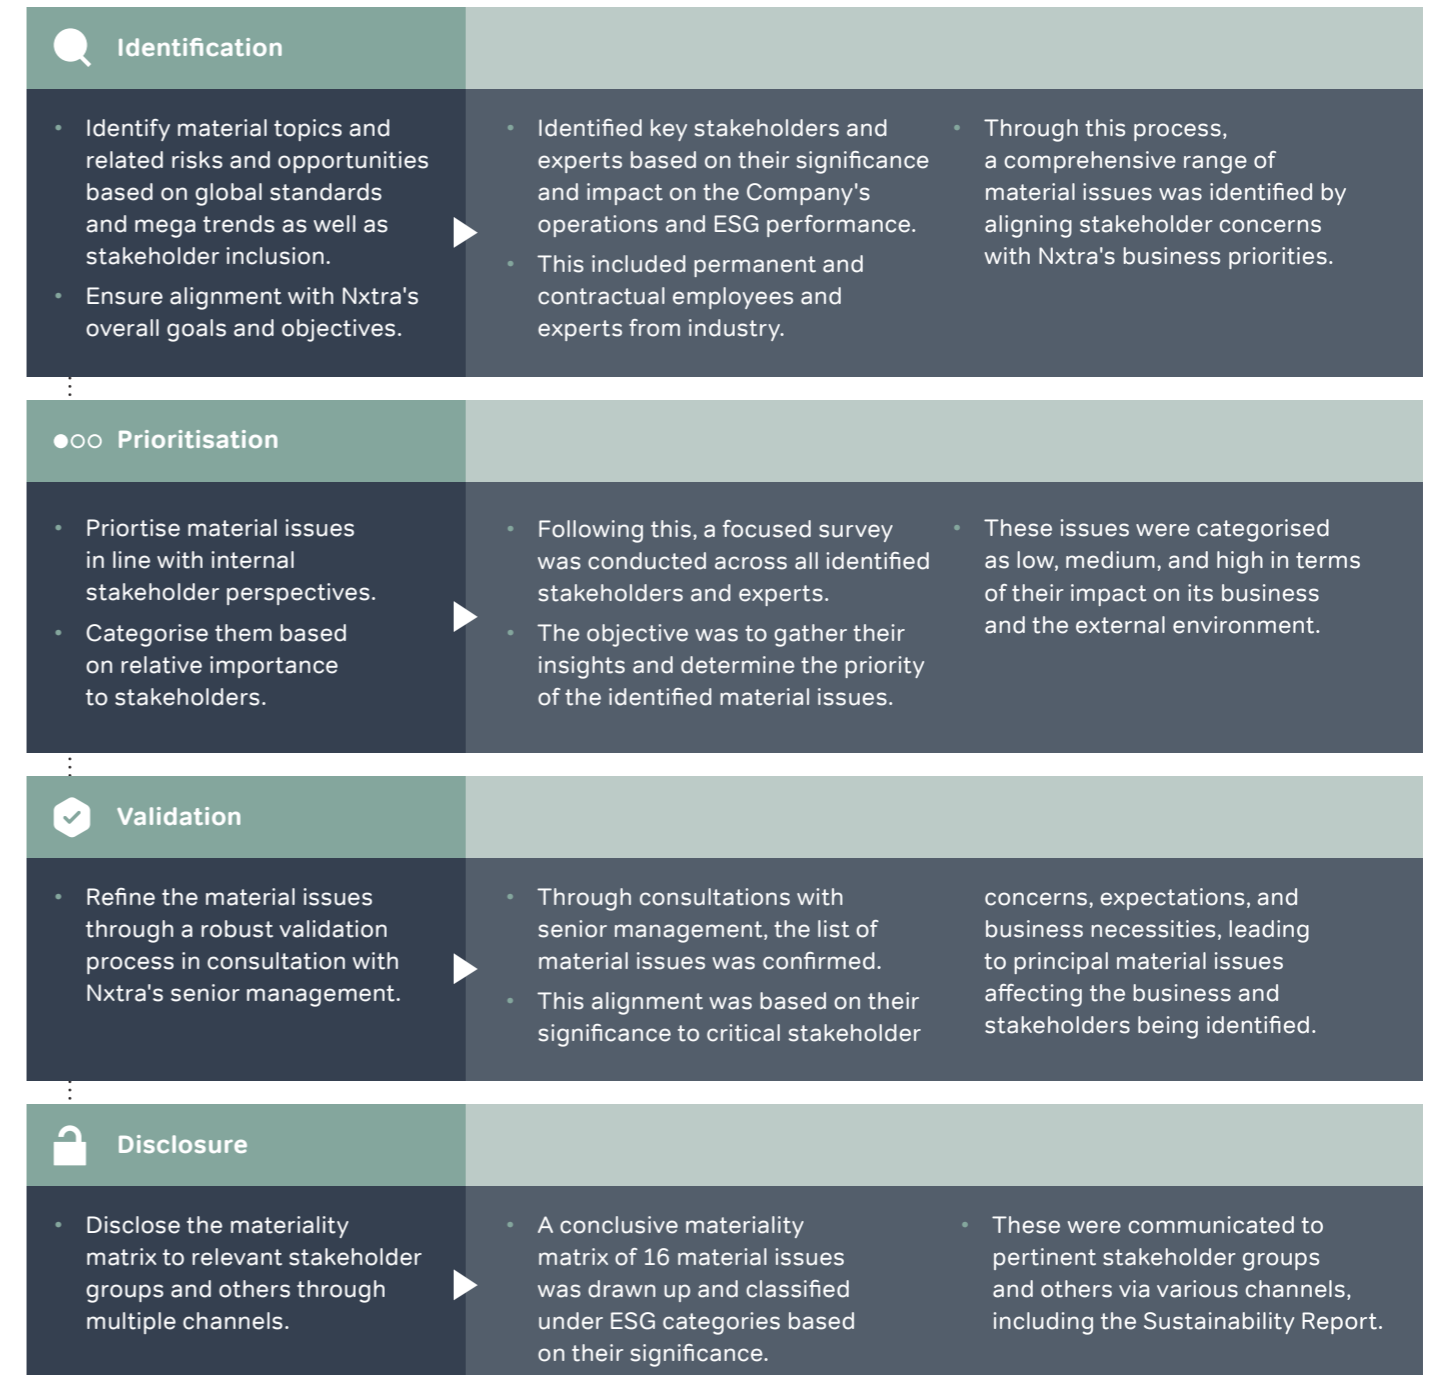 Identification
• Identify material topics and
related risks and opportunities
based on global standards
and mega trends as well as
stakeholder inclusion.
• Ensure alignment with Nxtra's
overall goals and objectives.
• Identified key stakeholders and
experts based on their significance
and impact on the Company's
operations and ESG performance.
• This included permanent and
contractual employees and
experts from industry.
• Through this process,
a comprehensive range of
material issues was identified by
aligning stakeholder concerns
with Nxtra's business priorities.
Prioritisation
• Priortise material issues
in line with internal
stakeholder perspectives.
• Categorise them based
on relative importance
to stakeholders.
• Following this, a focused survey
was conducted across all identified
stakeholders and experts.
• The objective was to gather their
insights and determine the priority
of the identified material issues.
• These issues were categorised
as low, medium, and high in terms
of their impact on its business
and the external environment.
Validation
• Refine the material issues
through a robust validation
process in consultation with
Nxtra's senior management.
• Through consultations with
senior management, the list of
material issues was confirmed.
• This alignment was based on their
significance to critical stakeholder
concerns, expectations, and
business necessities, leading
to principal material issues
affecting the business and
stakeholders being identified.
Disclosure
• Disclose the materiality
matrix to relevant stakeholder
groups and others through
multiple channels.
• A conclusive materiality
matrix of 16 material issues
was drawn up and classified
under ESG categories based
on their significance.
• These were communicated to
pertinent stakeholder groups
and others via various channels,
including the Sustainability Report.